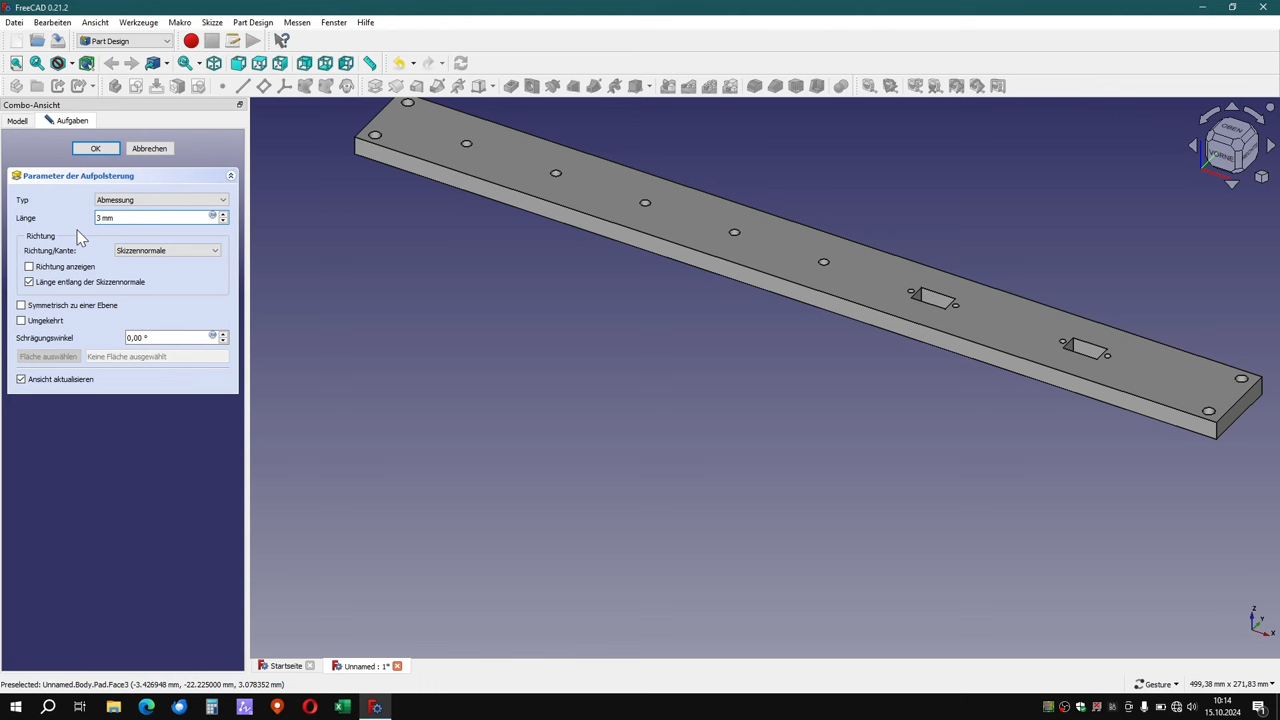 FreeCAD 0.21.2
Datei Bearbeiten Ansicht Werkzeuge Makro Skizze Part Design Messen Fenster Hilfe
Part Design
Combo-Ansicht
Modell Aufgaben
OK Abbrechen
Parameter der Aufpolsterung
Typ Abmessung
Länge 3 mm
Richtung
Richtung/Kante: Skizzennormale
Richtung anzeigen
Länge entlang der Skizzennormale
Symmetrisch zu einer Ebene
Umgekehrt
Schrägungswinkel 0,00 °
Fläche auswählen Keine Fläche ausgewählt
Ansicht aktualisieren
OBEN
VORNE
Z
Y
X
Startseite Unnamed : 1*
Preselected: Unnamed.Body.Pad.Face3 (-3.426948 mm, -22.225000 mm, 3.078352 mm) Gesture 499,38 mm x 271,83 mm
10:14
15.10.2024